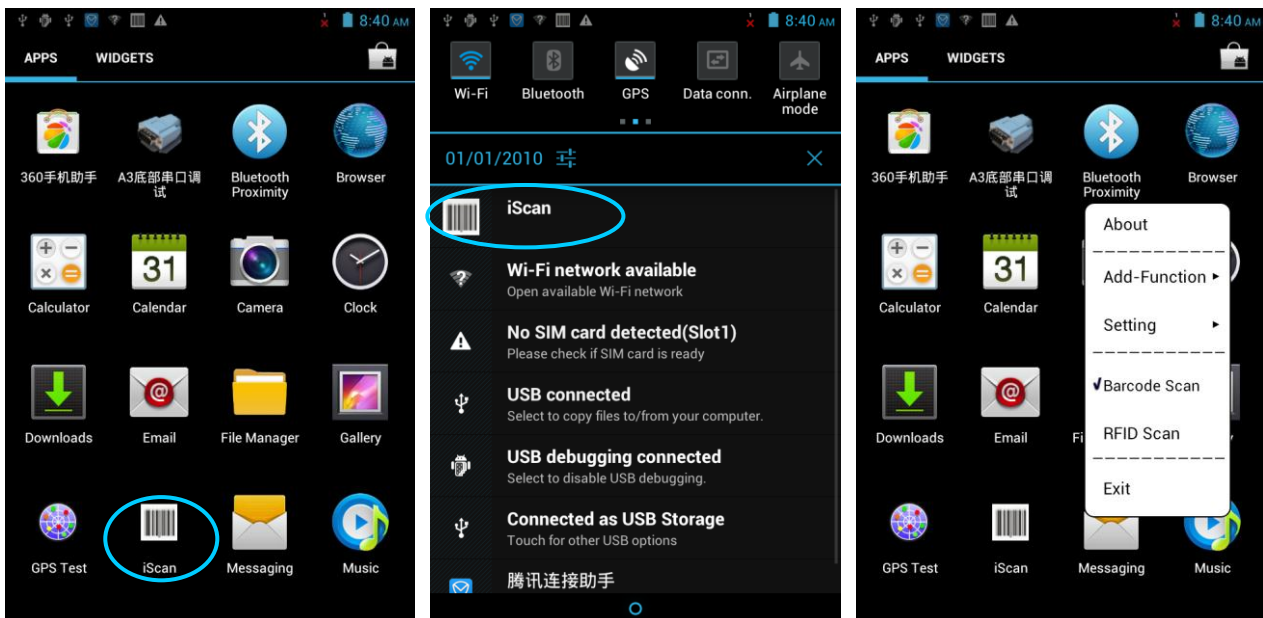 8:40 AM
APPS WIDGETS
360手机助手 A3底部串口调 Bluetooth Browser
试 Proximity
31
Calculator Calendar Camera Clock
Downloads Email File Manager Gallery
GPS Test iScan Messaging Music
8:40 AM
Wi-Fi Bluetooth GPS Data conn. Airplane
mode
01/01/2010
iScan
Wi-Fi network available
Open available Wi-Fi network
No SIM card detected(Slot1)
Please check if SIM card is ready
USB connected
Select to copy files to/from your computer.
USB debugging connected
Select to disable USB debugging.
Connected as USB Storage
Touch for other USB options
腾讯连接助手
8:40 AM
APPS WIDGETS
360手机助手 A3底部串口调 Bluetooth Browser
试 Proximity
About
31
Add-Function
Calculator Calendar
Setting
Barcode Scan
Downloads Email Fi
RFID Scan
Exit
GPS Test iScan Messaging Music